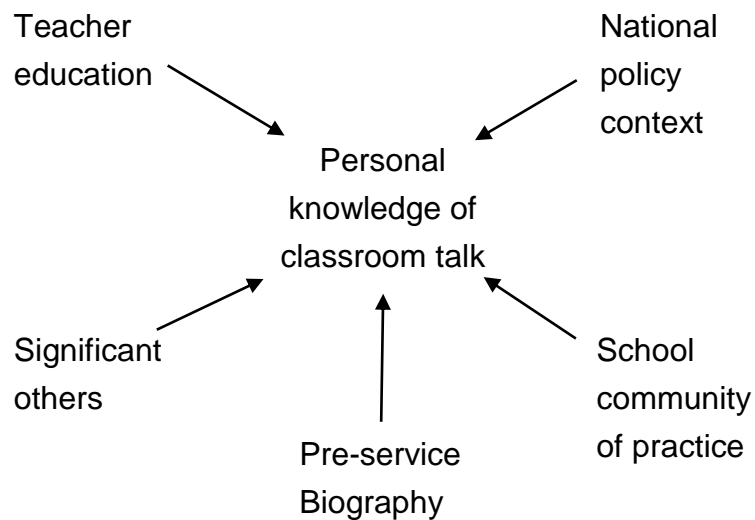 Teacher
education
National
policy
context
Personal
knowledge of
classroom talk
Significant
others
School
community
of practice
Pre-service
Biography